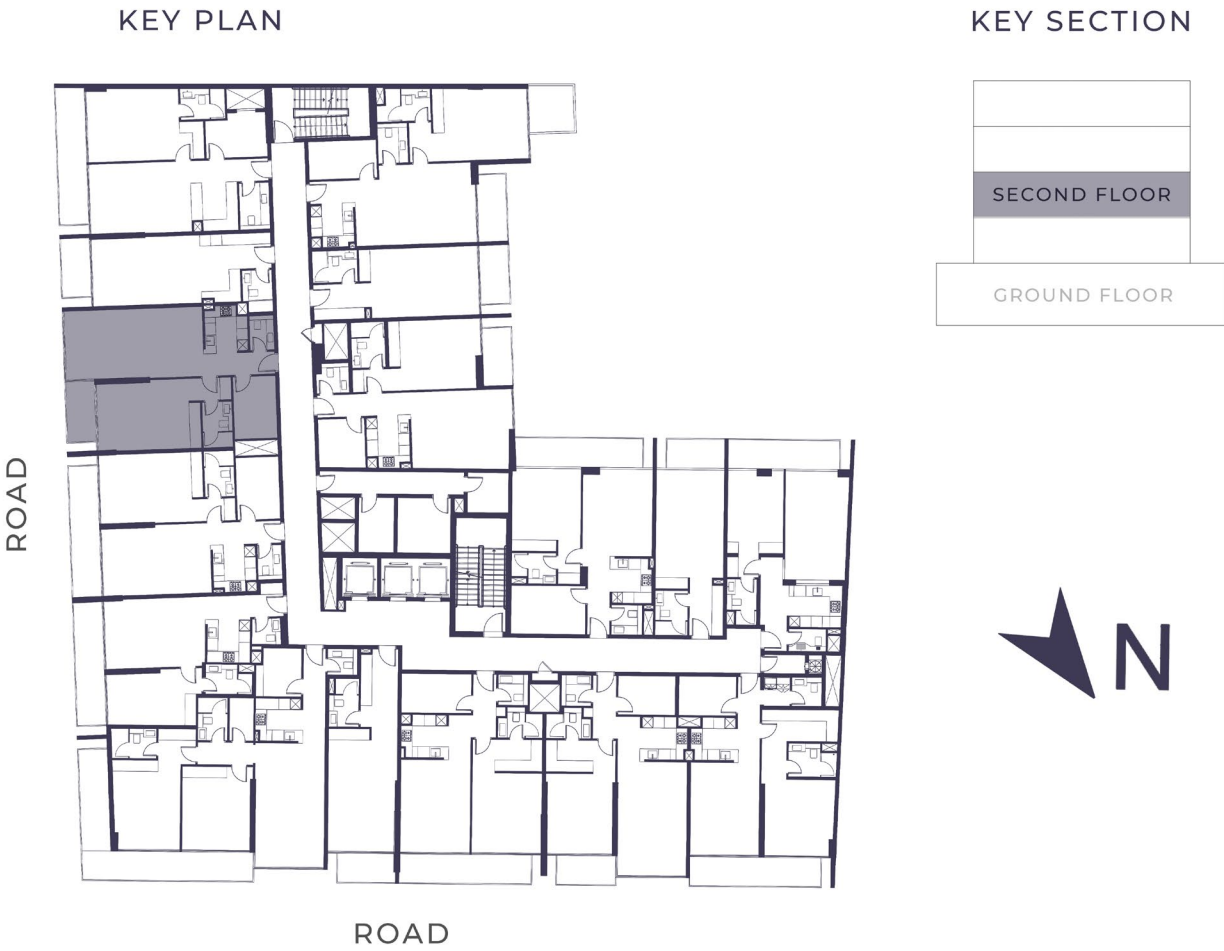 KEY PLAN
KEY SECTION
SECOND FLOOR
GROUND FLOOR
ROAD
N
ROAD